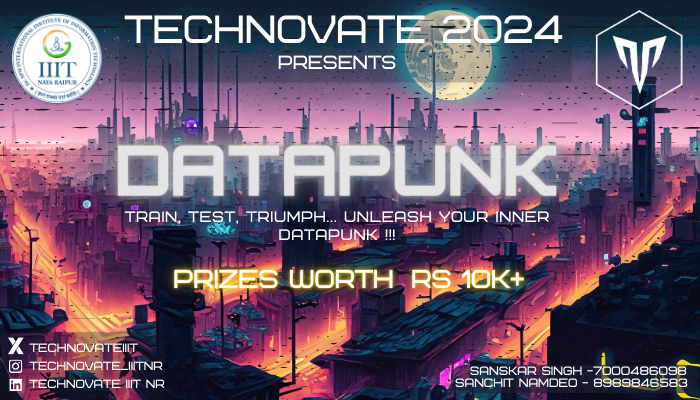 TECHNOVATE 2024
PRESENTS
IIIT
NAYA RAIPUR
DATAPUNK
TRAIN, TEST, TRIUMPH... UNLEASH YOUR INNER
DATAPUNK !!!
PRIZES WORTH RS 10K+
TECHNOVATEIIIT
TECHNOVATE_IIITNR
TECHNOVATE IIIT NR
SANSKAR SINGH -7000486098
SANCHIT NAMDEO - 8989846583